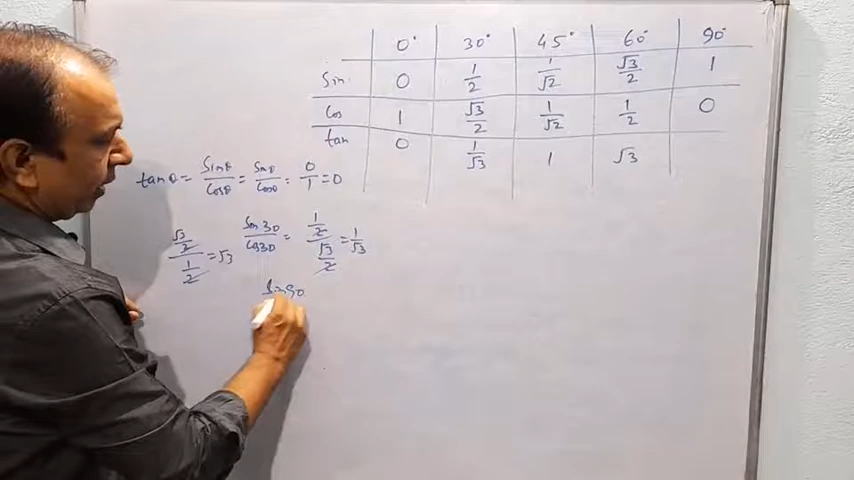 0° 30° 45° 60° 90°
Sin 0 1/2 1/√2 √3/2 1
Cos 1 √3/2 1/√2 1/2 0
tan 0 1/√3 1 √3
tanθ = Sinθ/Cosθ = Sin0/Cos0 = 0/1 = 0
√3/2 / 1/2 = √3 Sin30/Cos30 = 1/2 / √3/2 = 1/√3
Sin90